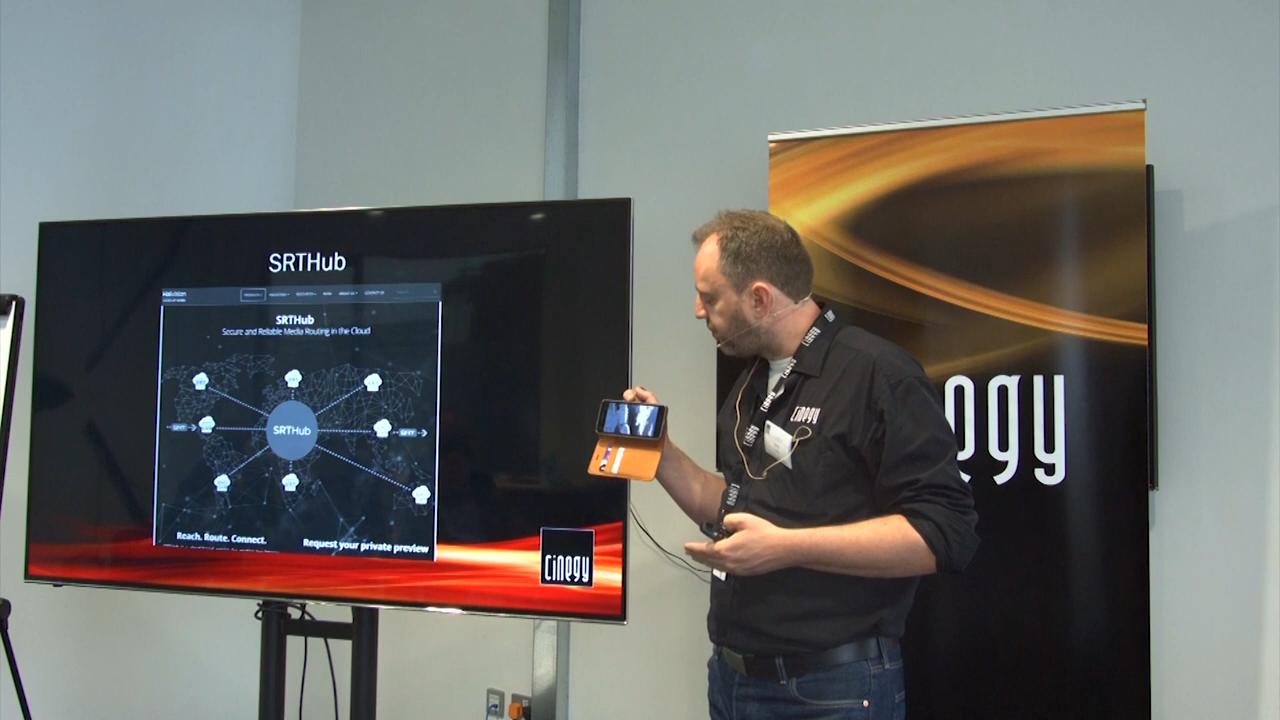 SRTHub
SRTHub
Secure and Reliable Media Routing in the Cloud
SRTHub
Reach. Route. Connect.
Request your private preview
cinegy
cinegy
egy